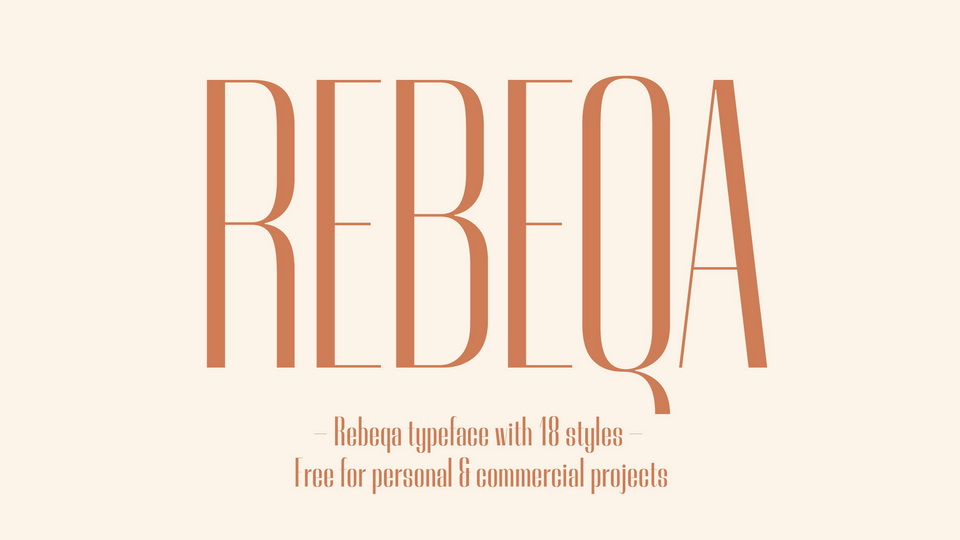 REBEQA
– Rebeqa typeface with 18 styles –
Free for personal & commercial projects